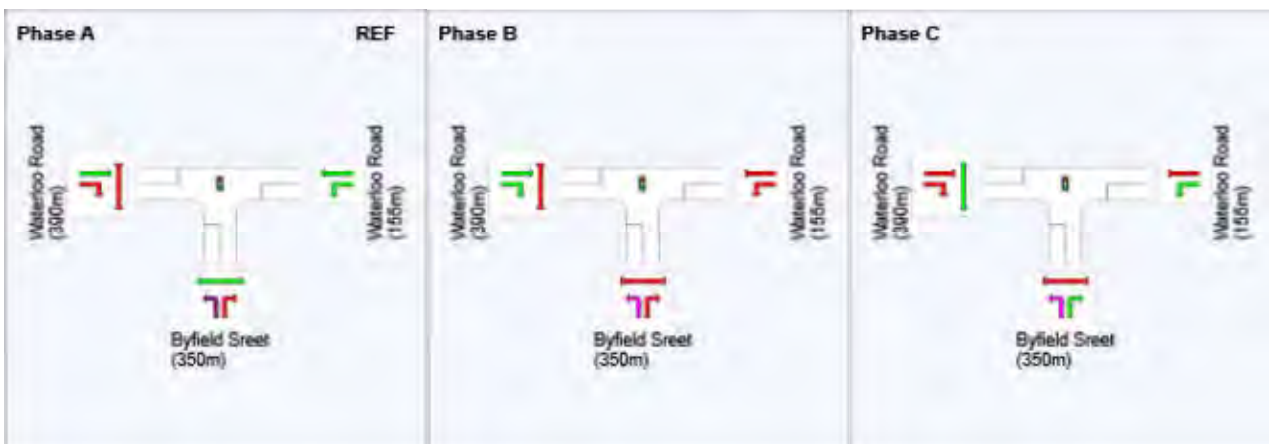 Phase A
REF
Waterloo Road
(390m)
Waterloo Road
(155m)
Byfield Sreet
(350m)
Phase B
Waterloo Road
(390m)
Waterloo Road
(155m)
Byfield Sreet
(350m)
Phase C
Waterloo Road
(390m)
Waterloo Road
(155m)
Byfield Sreet
(350m)